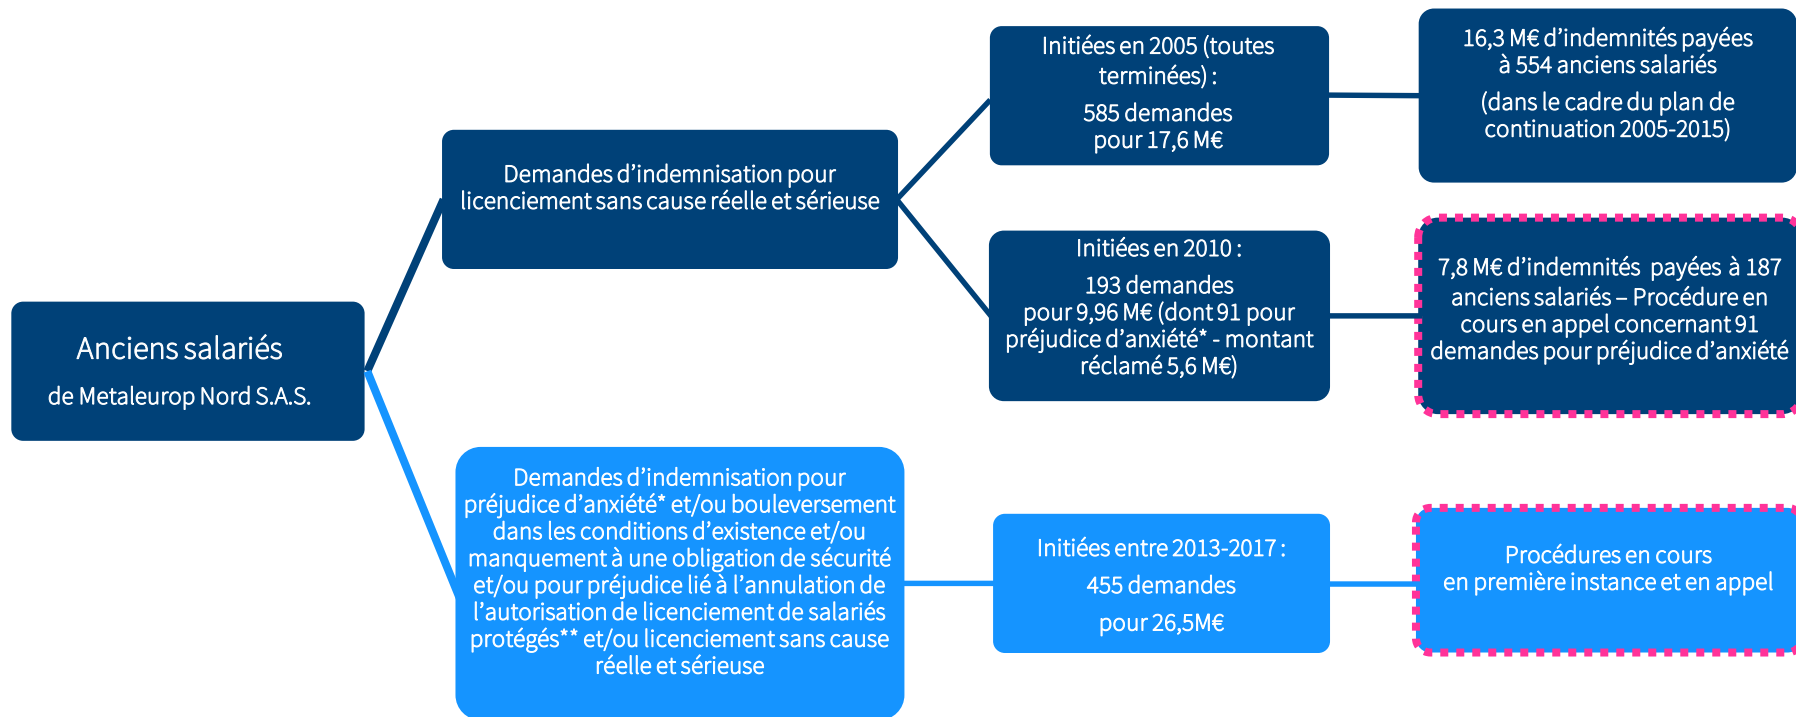 Anciens salariés
de Metaleurop Nord S.A.S.
Demandes d’indemnisation pour
licenciement sans cause réelle et sérieuse
Initiées en 2005 (toutes
terminées) :
585 demandes
pour 17,6 M€
16,3 M€ d’indemnités payées
à 554 anciens salariés
(dans le cadre du plan de
continuation 2005-2015)
Initiées en 2010 :
193 demandes
pour 9,96 M€ (dont 91 pour
préjudice d’anxiété* - montant
réclamé 5,6 M€)
7,8 M€ d’indemnités payées à 187
anciens salariés – Procédure en
cours en appel concernant 91
demandes pour préjudice d’anxiété
Demandes d’indemnisation pour
préjudice d’anxiété* et/ou bouleversement
dans les conditions d’existence et/ou
manquement à une obligation de sécurité
et/ou pour préjudice lié à l’annulation de
l’autorisation de licenciement de salariés
protégés** et/ou licenciement sans cause
réelle et sérieuse
Initiées entre 2013-2017 :
455 demandes
pour 26,5M€
Procédures en cours
en première instance et en appel